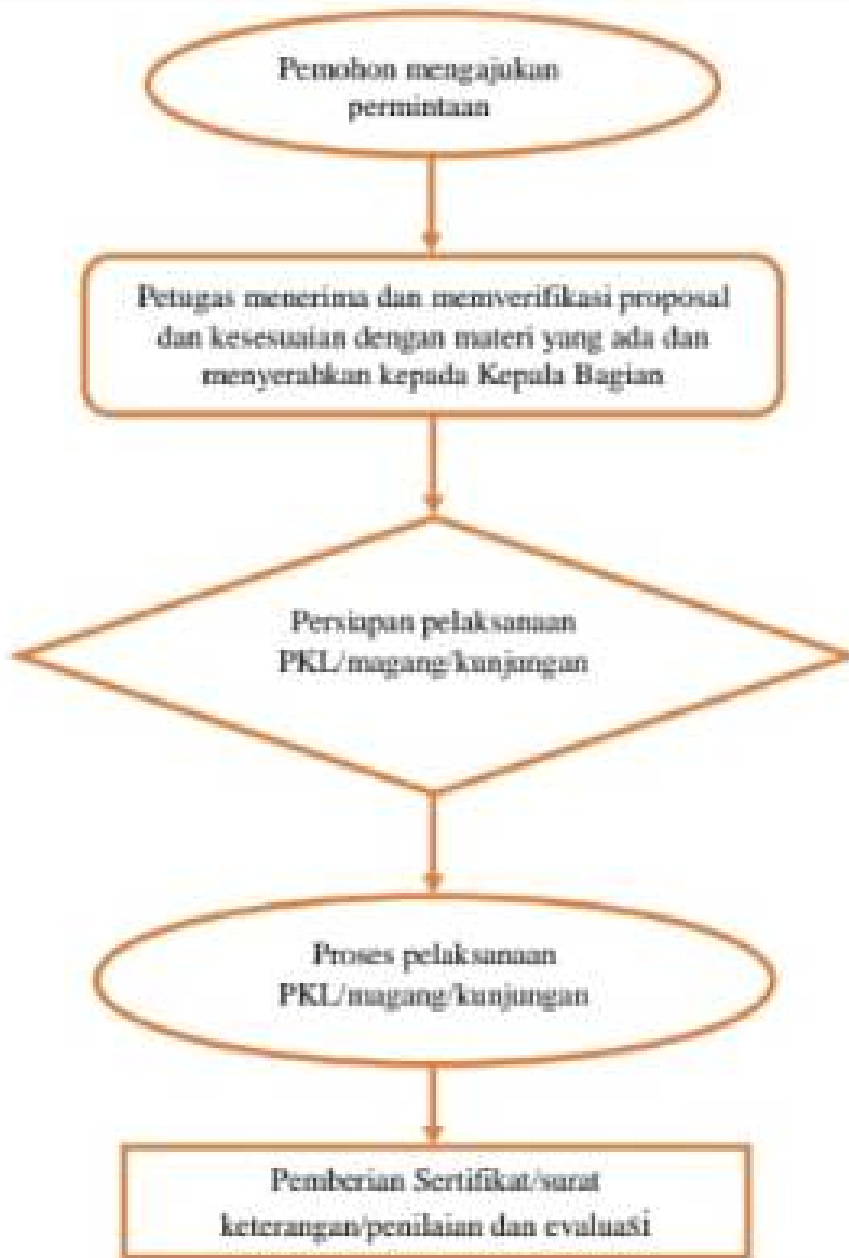 Pemohon mengajukan
permintaan
Petugas menerima dan memverifikasi proposal
dan kesesuaian dengan materi yang ada dan
menyerahkan kepada Kepala Bagian
Persiapan pelaksanaan
PKL/magang/kunjungan
Proses pelaksanaan
PKL/magang/kunjungan
Pemberian Sertifikat/surat
keterangan/penilaian dan evaluasi